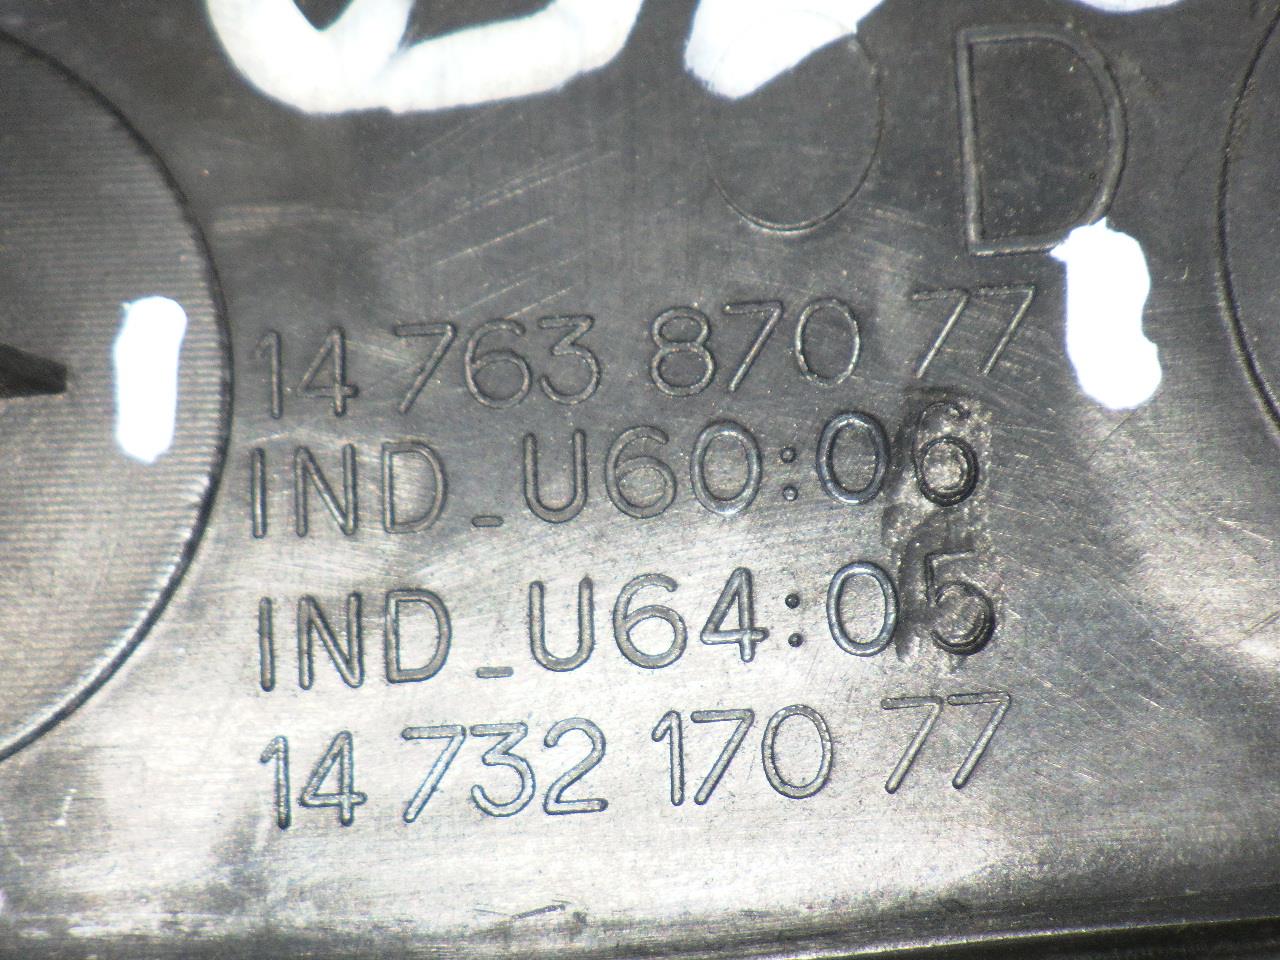 D
14 763 870 77
IND_U60:06
IND_U64:05
14 732 170 77